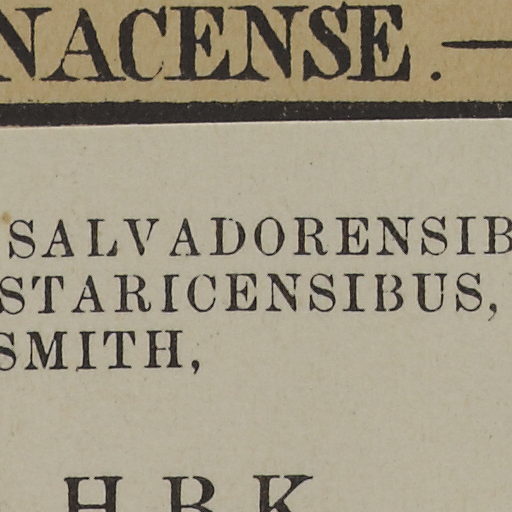 NACENSE.—
SALVADORENSIB
STARICENSIBUS,
SMITH,
H R K